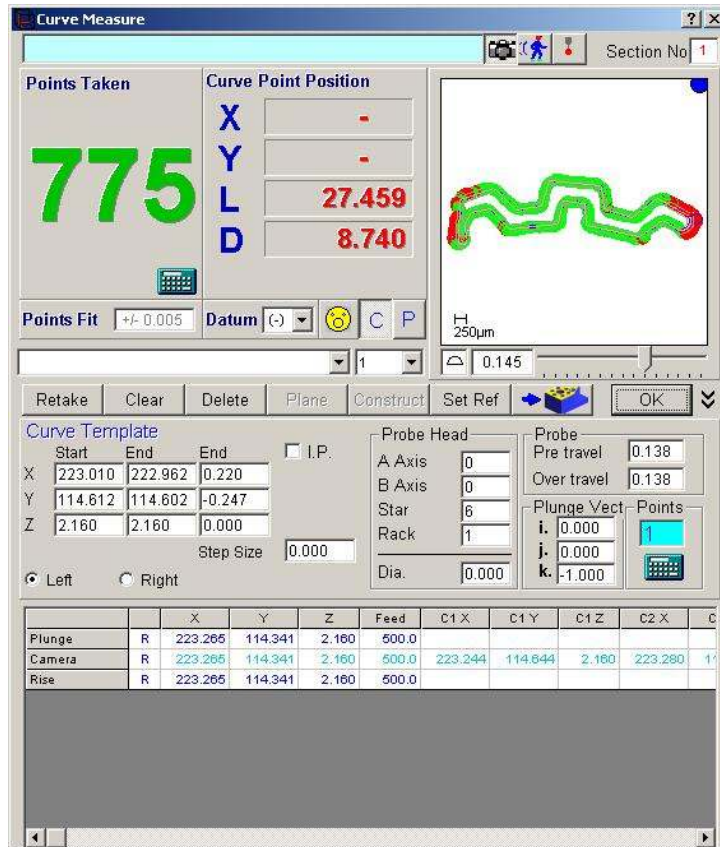 Curve Measure
Section No 1
Points Taken
775
Curve Point Position
X -
Y -
L 27.459
D 8.740
250µm
Points Fit +/- 0.005 Datum (-) C P
1
0.145
Retake Clear Delete Plane Construct Set Ref OK
Curve Template
Start End End I.P.
X 223.010 222.962 0.220
Y 114.612 114.602 -0.247
Z 2.160 2.160 0.000
Step Size 0.000
Left Right
Probe Head
A Axis 0
B Axis 0
Star 6
Rack 1
Dia. 0.000
Probe
Pre travel 0.138
Over travel 0.138
Plunge Vect
i. 0.000
j. 0.000
k. -1.000
Points
1
X Y Z Feed C1 X C1 Y C1 Z C2 X C
Plunge R 223.265 114.341 2.160 500.0
Camera R 223.265 114.341 2.160 500.0 223.244 114.644 2.160 223.280 11
Rise R 223.265 114.341 2.160 500.0